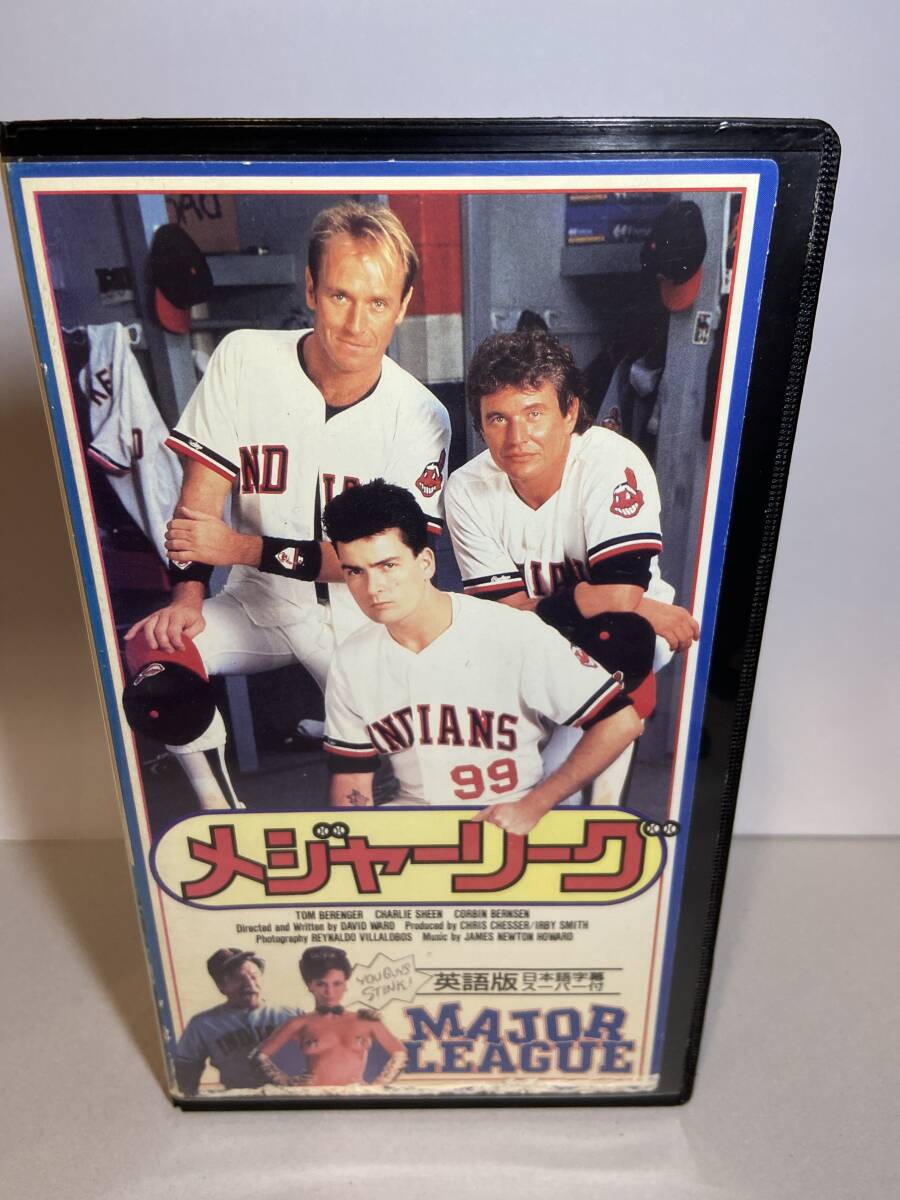 IND
INDIANS
99
メジャーリーグ
TOM BERENGER CHARLIE SHEEN CORBIN BERNSEN
Directed and Written by DAVID WARD Produced by CHRIS CHESSER/IRBY SMITH
Photography REYNALDO VILLALOBOS Music by JAMES NEWTON HOWARD
YOU GUYS
STINK!
英語版 日本語字幕
スーパー付
MAJOR
LEAGUE